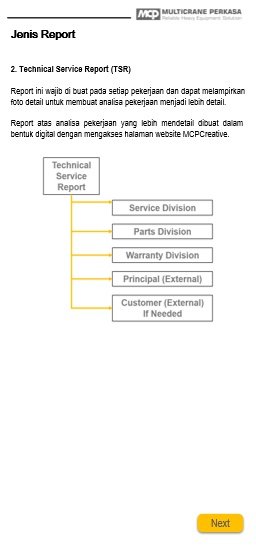 MCP MULTICRANE PERKASA
Reliable Heavy Equipment Solution
Jenis Report
2. Technical Service Report (TSR)
Report ini wajib di buat pada setiap pekerjaan dan dapat melampirkan
foto detail untuk membuat analisa pekerjaan menjadi lebih detail.
Report atas analisa pekerjaan yang lebih mendetail dibuat dalam
bentuk digital dengan mengakses halaman website MCPCreative.
Technical
Service
Report
Service Division
Parts Division
Warranty Division
Principal (External)
Customer (External)
If Needed
Next